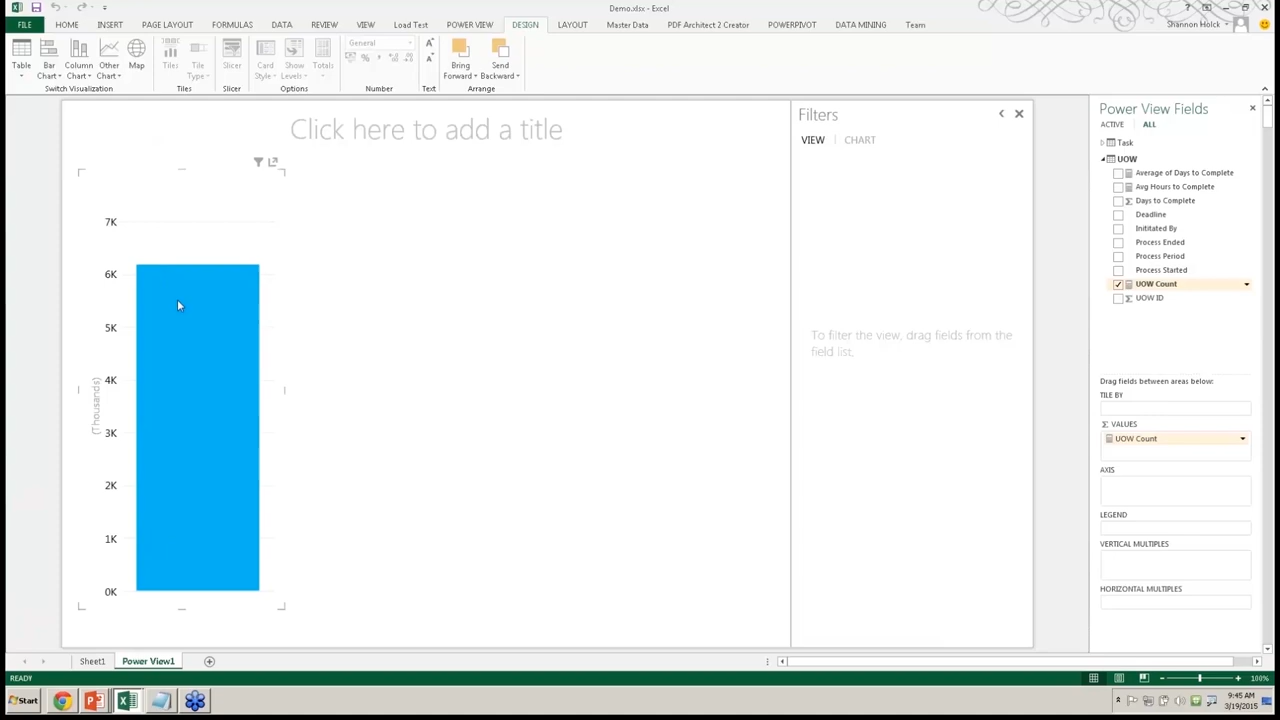 Demo.xlsx - Excel
FILE HOME INSERT PAGE LAYOUT FORMULAS DATA REVIEW VIEW Load Test POWER VIEW DESIGN LAYOUT Master Data PDF Architect 2 Creator POWERPIVOT DATA MINING Team Shannon Holck
General
Table Bar Chart Column Chart Other Chart Map Tiles Tile Type Slicer Card Style Show Levels Totals Bring Forward Send Backward
Switch Visualization Tiles Slicer Options Number Text Arrange
Click here to add a title
7K
6K
5K
4K
3K
2K
1K
0K
(Thousands)
Filters
VIEW CHART
To filter the view, drag fields from the
field list.
Power View Fields
ACTIVE ALL
Task
UOW
Average of Days to Complete
Avg Hours to Complete
Days to Complete
Deadline
Inititated By
Process Ended
Process Period
Process Started
UOW Count
UOW ID
Drag fields between areas below:
TILE BY
Σ VALUES
UOW Count
AXIS
LEGEND
VERTICAL MULTIPLES
HORIZONTAL MULTIPLES
Sheet1 Power View1
READY 100%
Start 9:45 AM
3/19/2015